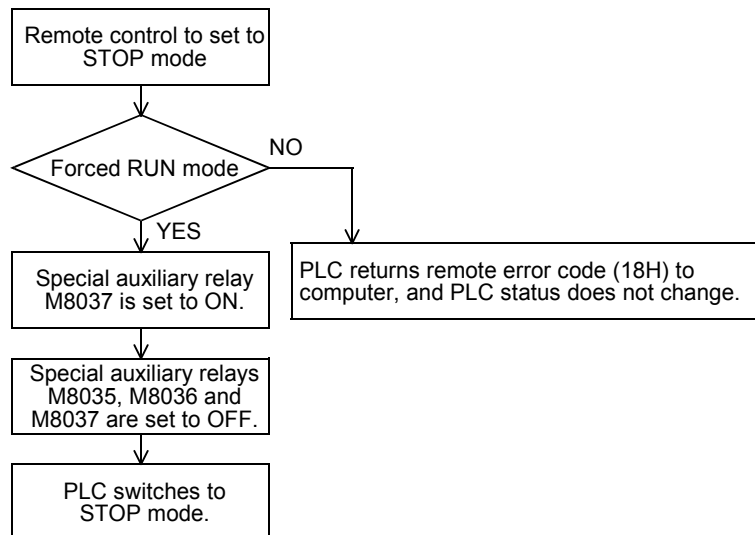 Remote control to set to
STOP mode
Forced RUN mode
NO
YES
Special auxiliary relay
M8037 is set to ON.
PLC returns remote error code (18H) to
computer, and PLC status does not change.
Special auxiliary relays
M8035, M8036 and
M8037 are set to OFF.
PLC switches to
STOP mode.